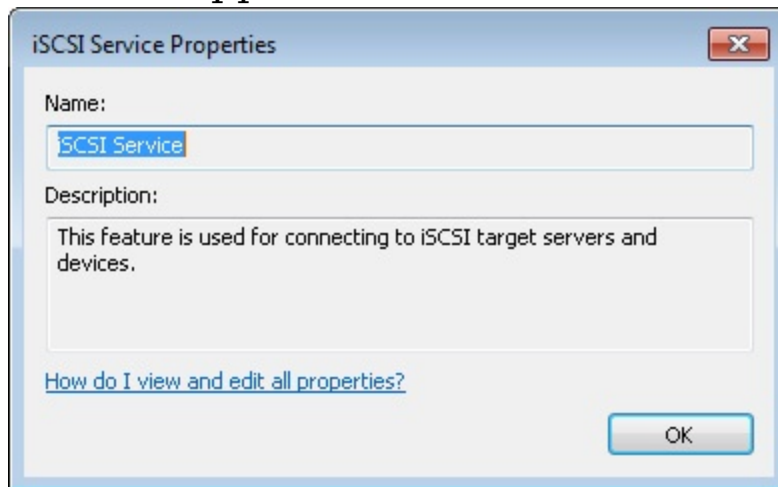 iSCSI Service Properties
Name:
iSCSI Service
Description:
This feature is used for connecting to iSCSI target servers and
devices.
How do I view and edit all properties?
OK